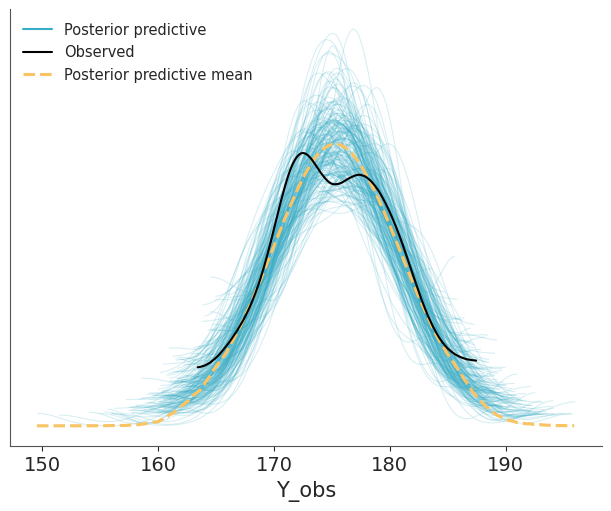 Posterior predictive
Observed
Posterior predictive mean
150 160 170 180 190
Y_obs